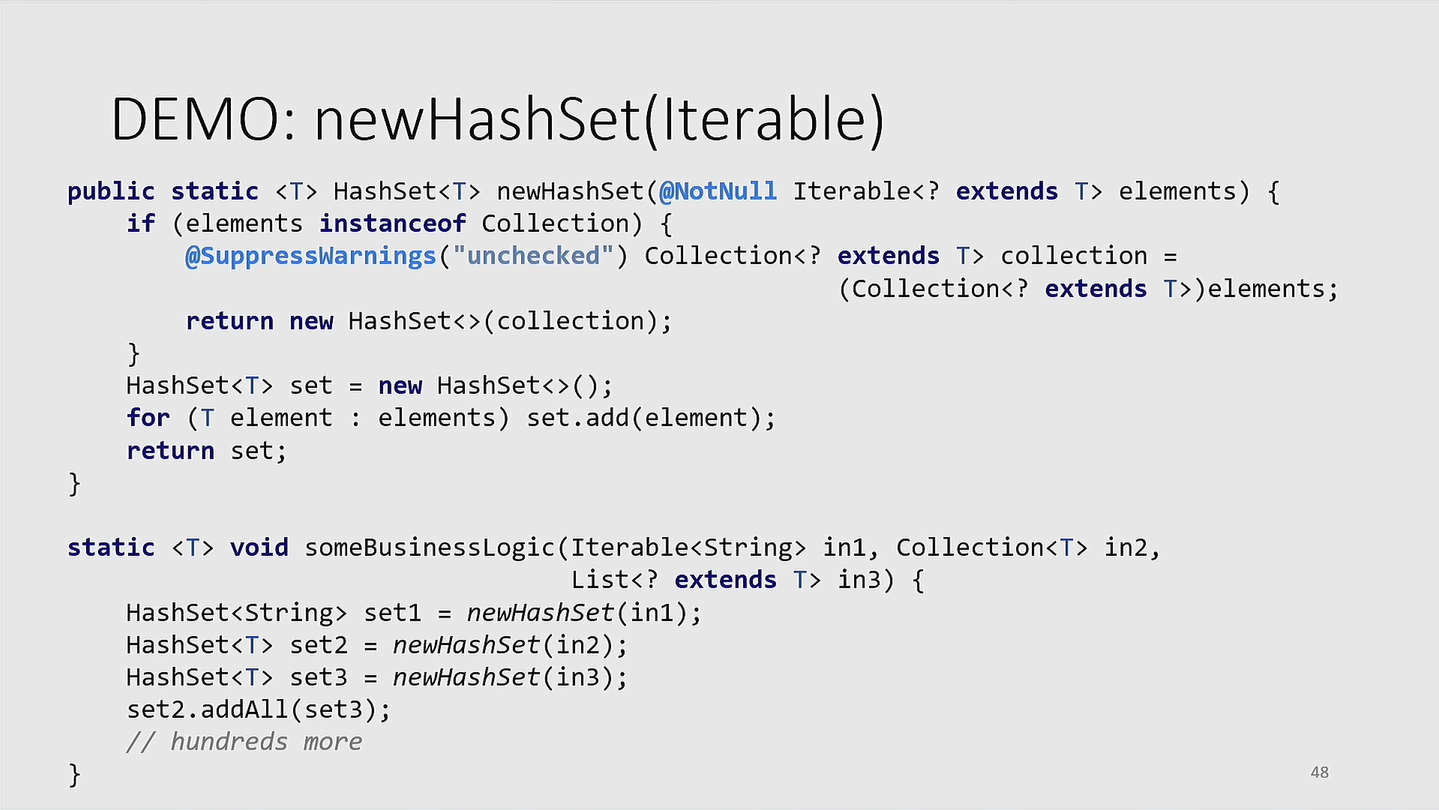 DEMO: newHashSet(Iterable)
public static <T> HashSet<T> newHashSet(@NotNull Iterable<? extends T> elements) {
    if (elements instanceof Collection) {
        @SuppressWarnings("unchecked") Collection<? extends T> collection =
                                                    (Collection<? extends T>)elements;
        return new HashSet<>(collection);
    }
    HashSet<T> set = new HashSet<>();
    for (T element : elements) set.add(element);
    return set;
}

static <T> void someBusinessLogic(Iterable<String> in1, Collection<T> in2,
                                  List<? extends T> in3) {
    HashSet<String> set1 = newHashSet(in1);
    HashSet<T> set2 = newHashSet(in2);
    HashSet<T> set3 = newHashSet(in3);
    set2.addAll(set3);
    // hundreds more
}
48